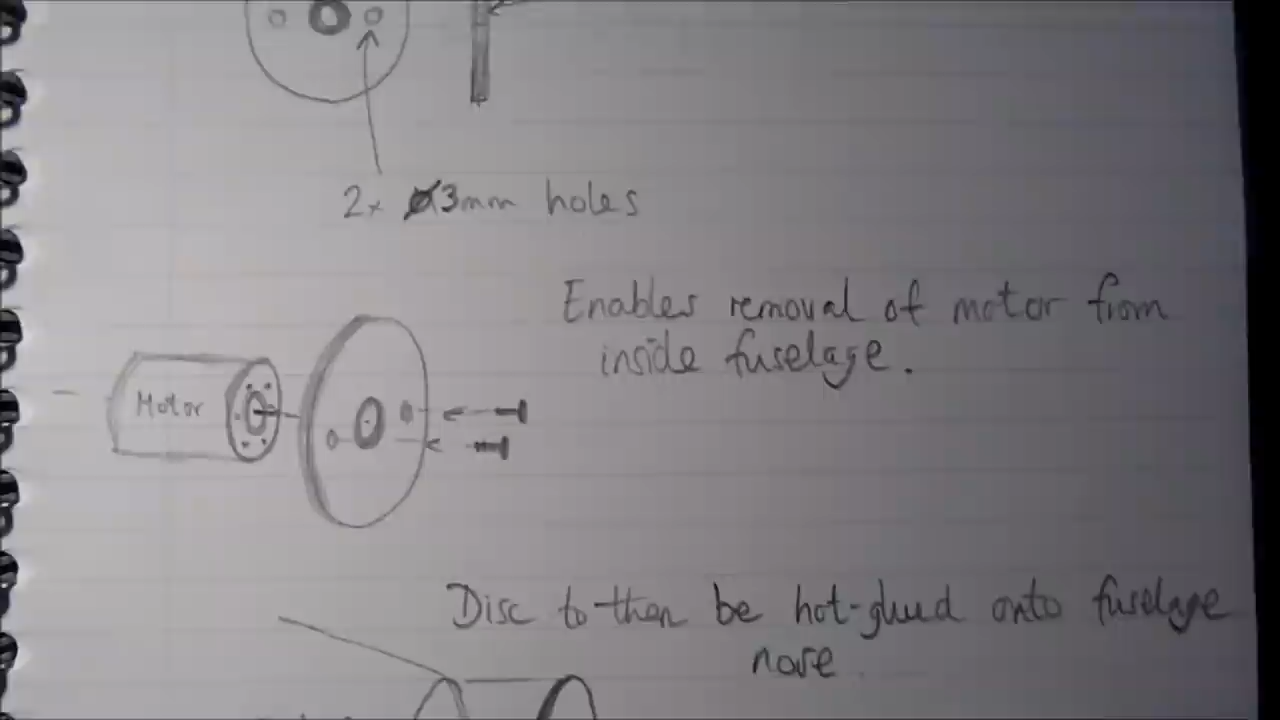 2x Ø3mm holes
Enables removal of motor from
inside fuselage.
Motor
Disc to then be hot-glued onto fuselage
nose.